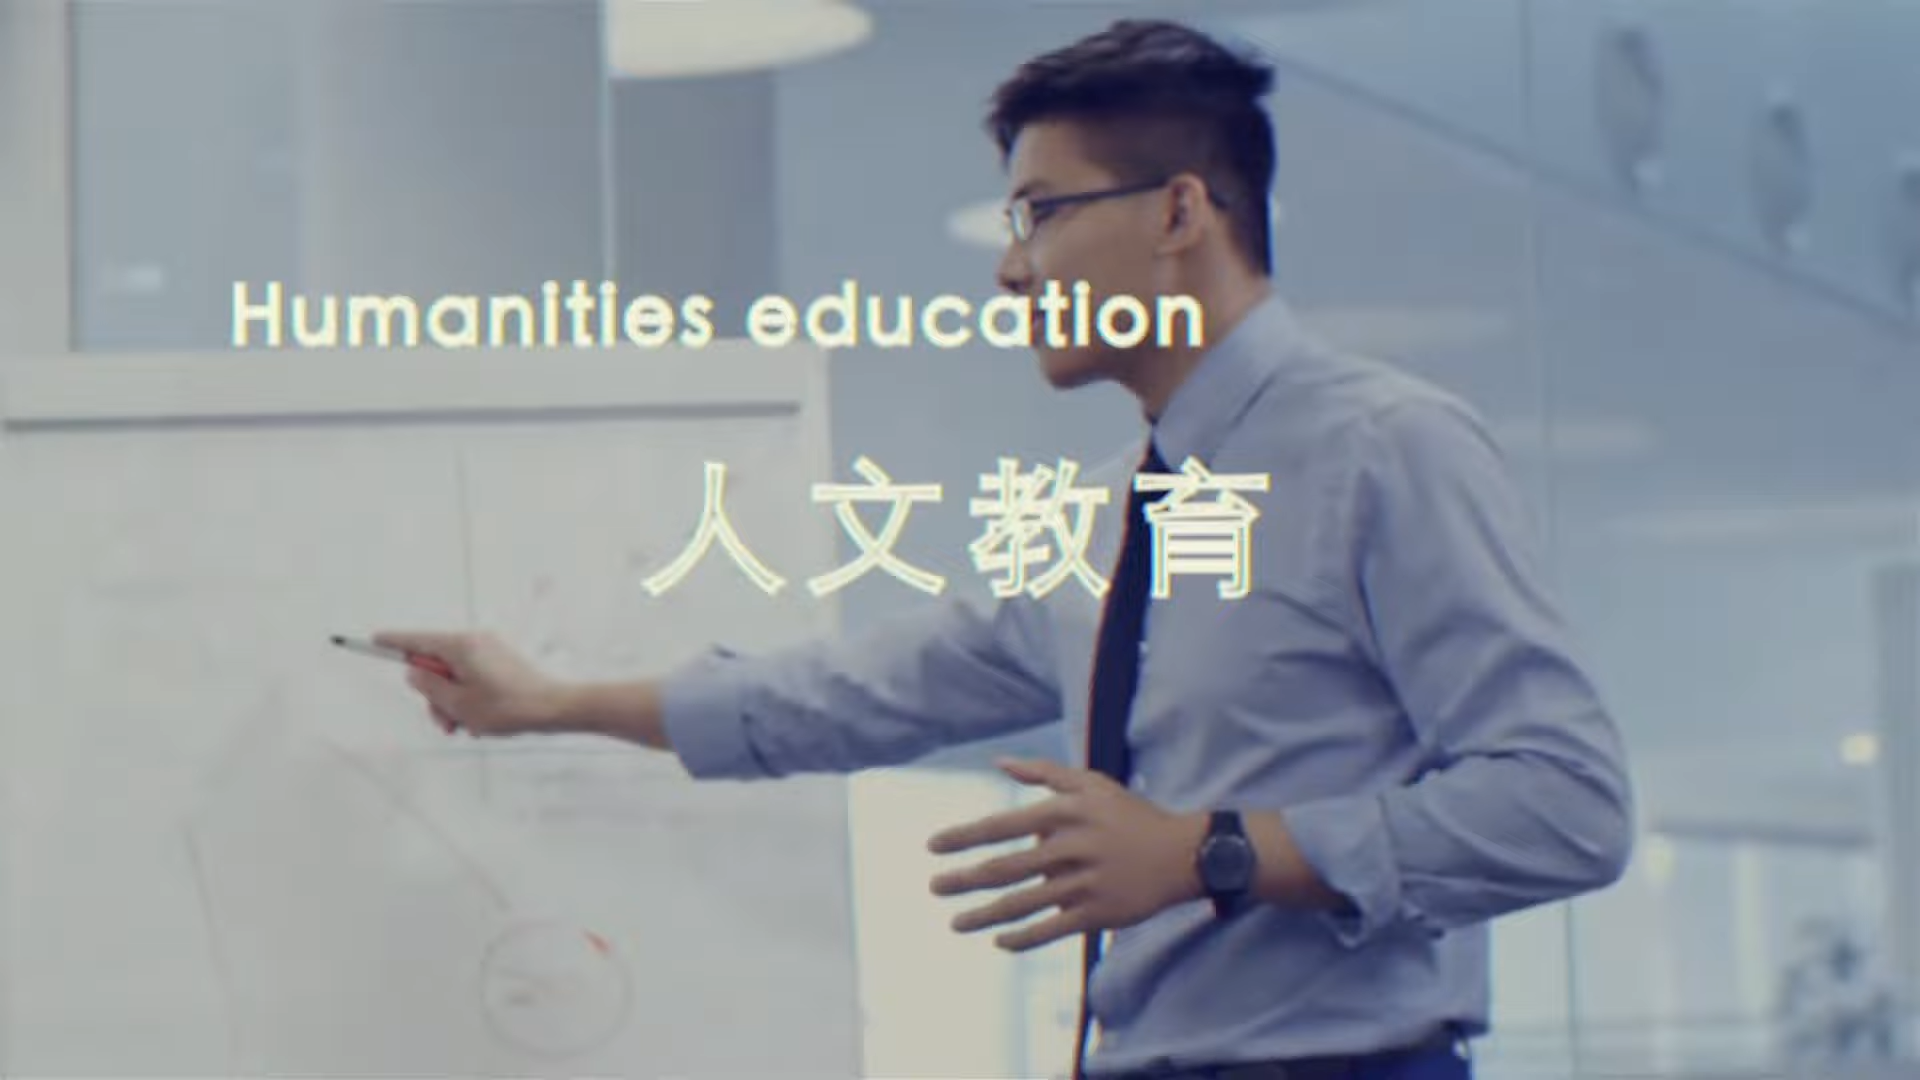 Humanities education
人文教育